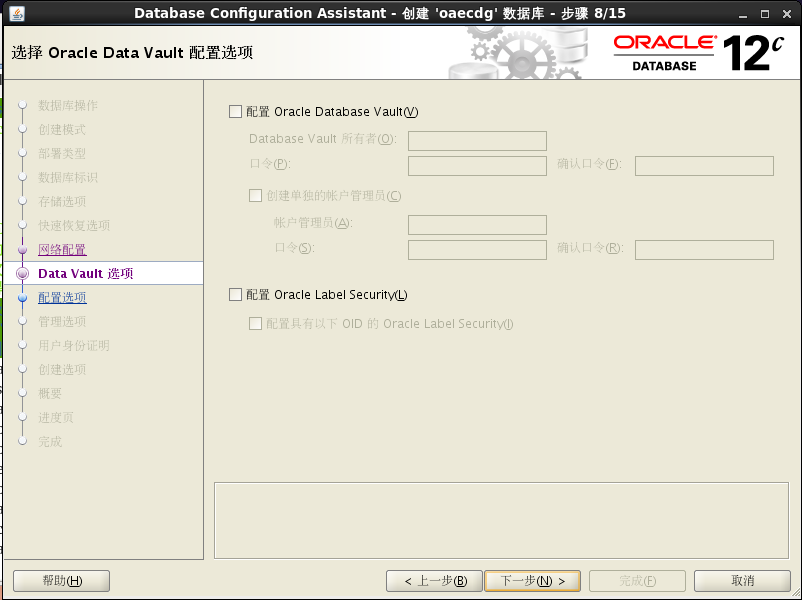 Database Configuration Assistant - 创建 'oaecdg' 数据库 - 步骤 8/15
选择 Oracle Data Vault 配置选项
ORACLE
DATABASE
12c
数据库操作
创建模式
部署类型
数据库标识
存储选项
快速恢复选项
网络配置
Data Vault 选项
配置选项
管理选项
用户身份证明
创建选项
概要
进度页
完成
配置 Oracle Database Vault(V)
Database Vault 所有者(O):
口令(P): 确认口令(F):
创建单独的帐户管理员(C)
帐户管理员(A):
口令(S): 确认口令(R):
配置 Oracle Label Security(L)
配置具有以下 OID 的 Oracle Label Security(I)
帮助(H) < 上一步(B) 下一步(N) > 完成(F) 取消